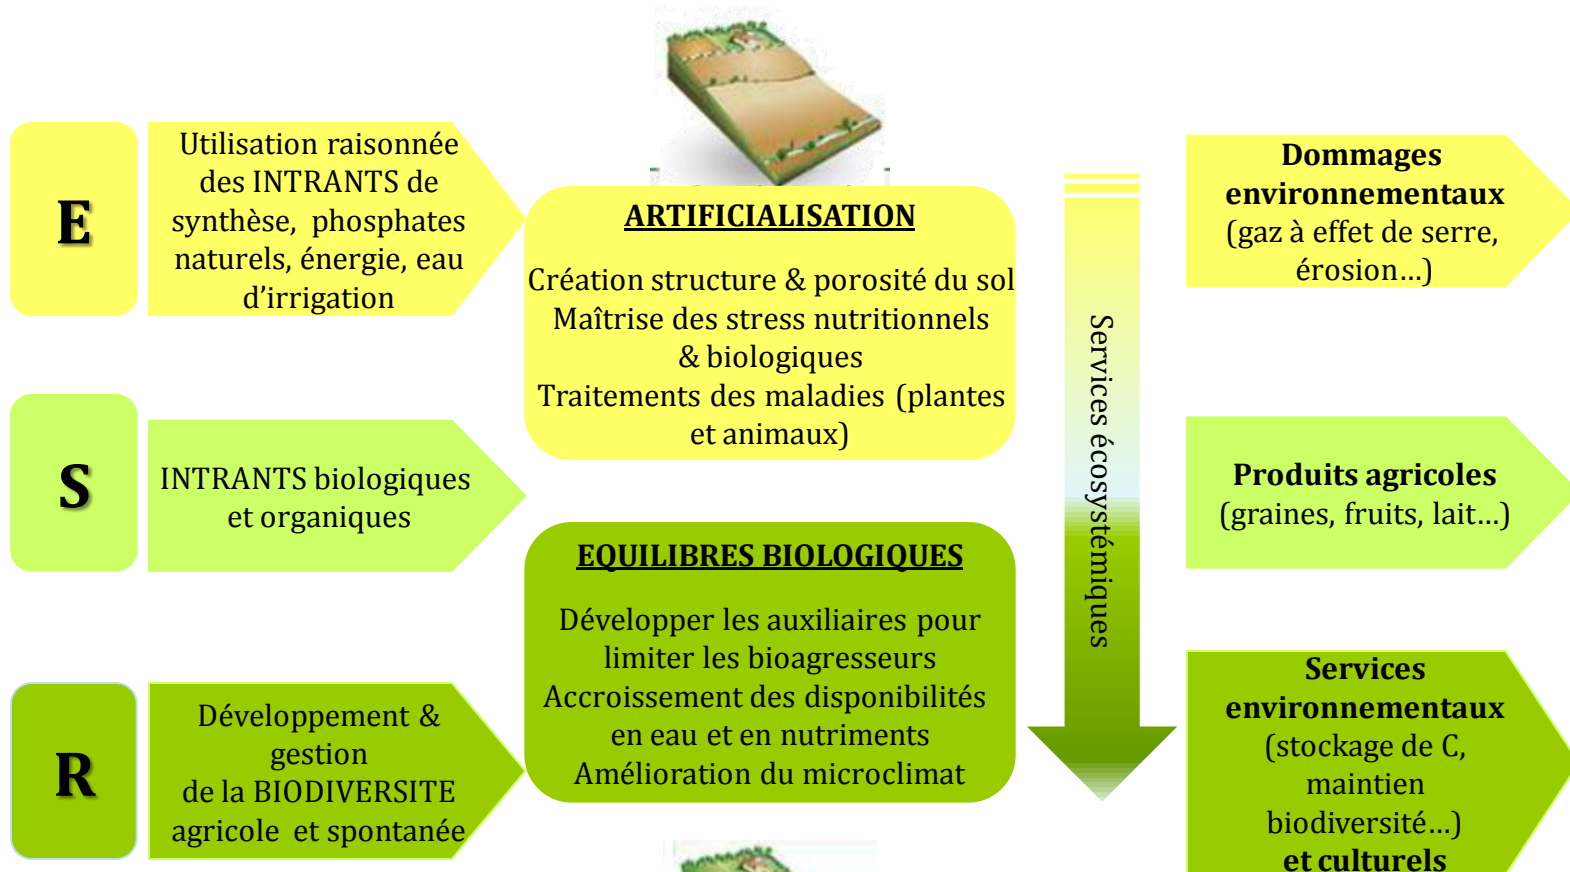 E
Utilisation raisonnée
des INTRANTS de
synthèse, phosphates
naturels, énergie, eau
d'irrigation
S
INTRANTS biologiques
et organiques
R
Développement &
gestion
de la BIODIVERSITE
agricole et spontanée
ARTIFICIALISATION
Création structure & porosité du sol
Maîtrise des stress nutritionnels
& biologiques
Traitements des maladies (plantes
et animaux)
EQUILIBRES BIOLOGIQUES
Développer les auxiliaires pour
limiter les bioagresseurs
Accroissement des disponibilités
en eau et en nutriments
Amélioration du microclimat
Services écosystémiques
Dommages
environnementaux
(gaz à effet de serre,
érosion…)
Produits agricoles
(graines, fruits, lait…)
Services
environnementaux
(stockage de C,
maintien
biodiversité…)
et culturels